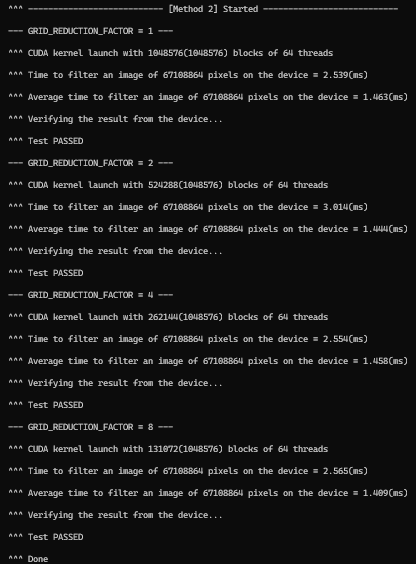 ^^^ --------------------------- [Method 2] Started ---------------------------
--- GRID_REDUCTION_FACTOR = 1 ---
^^^ CUDA kernel launch with 1048576(1048576) blocks of 64 threads
^^^ Time to filter an image of 67108864 pixels on the device = 2.539(ms)
^^^ Average time to filter an image of 67108864 pixels on the device = 1.463(ms)
^^^ Verifying the result from the device...
^^^ Test PASSED
--- GRID_REDUCTION_FACTOR = 2 ---
^^^ CUDA kernel launch with 524288(1048576) blocks of 64 threads
^^^ Time to filter an image of 67108864 pixels on the device = 3.014(ms)
^^^ Average time to filter an image of 67108864 pixels on the device = 1.444(ms)
^^^ Verifying the result from the device...
^^^ Test PASSED
--- GRID_REDUCTION_FACTOR = 4 ---
^^^ CUDA kernel launch with 262144(1048576) blocks of 64 threads
^^^ Time to filter an image of 67108864 pixels on the device = 2.554(ms)
^^^ Average time to filter an image of 67108864 pixels on the device = 1.458(ms)
^^^ Verifying the result from the device...
^^^ Test PASSED
--- GRID_REDUCTION_FACTOR = 8 ---
^^^ CUDA kernel launch with 131072(1048576) blocks of 64 threads
^^^ Time to filter an image of 67108864 pixels on the device = 2.565(ms)
^^^ Average time to filter an image of 67108864 pixels on the device = 1.409(ms)
^^^ Verifying the result from the device...
^^^ Test PASSED
^^^ Done